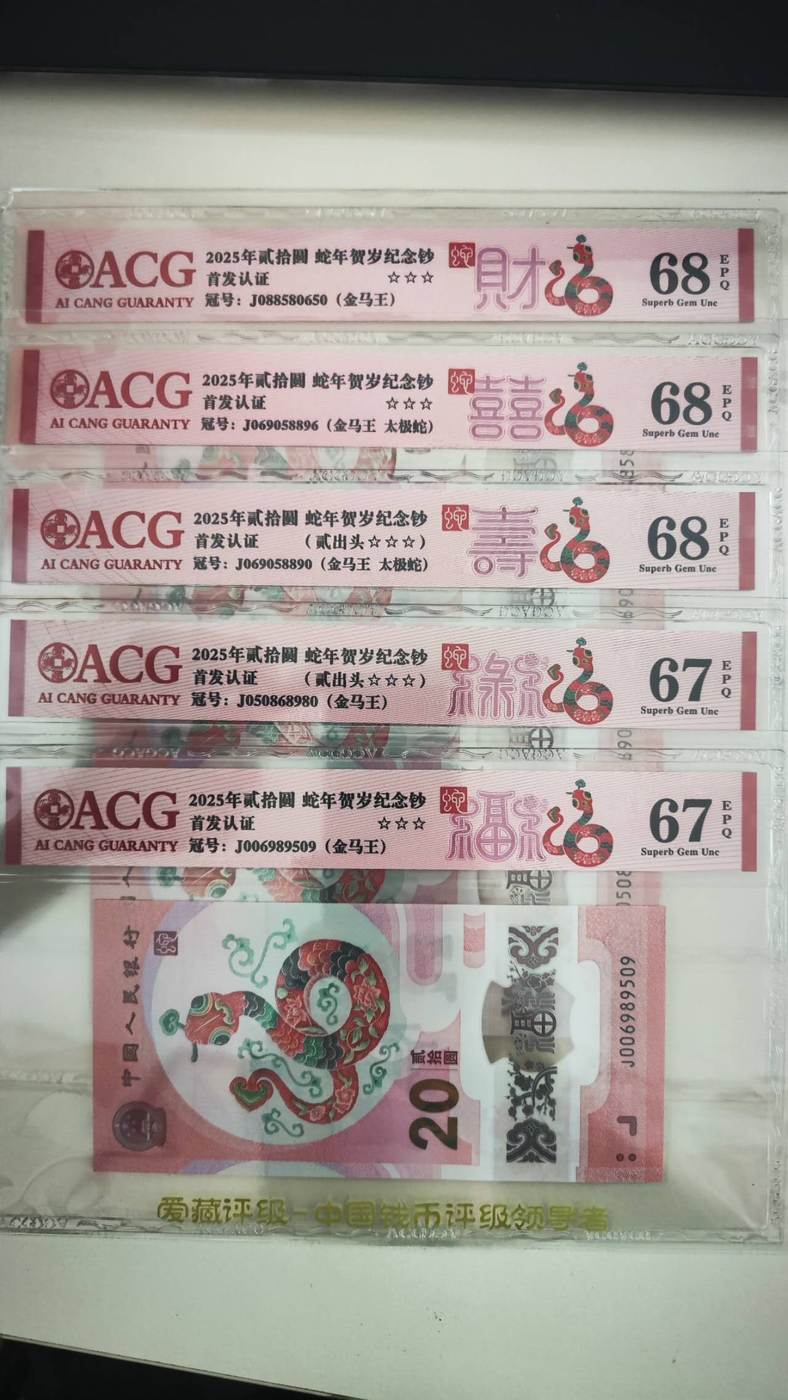 ACG
AI CANG GUARANTY
2025年贰拾圆 蛇年贺岁纪念钞
首发认证 ☆☆☆
冠号: J088580650 (金马王)
蛇
財
68
EPQ
Superb Gem Unc
ACG
AI CANG GUARANTY
2025年贰拾圆 蛇年贺岁纪念钞
首发认证 ☆☆☆
冠号: J069058896 (金马王 太极蛇)
蛇
囍
68
EPQ
Superb Gem Unc
ACG
AI CANG GUARANTY
2025年贰拾圆 蛇年贺岁纪念钞
首发认证 (贰出头☆☆☆)
冠号: J069058890 (金马王 太极蛇)
蛇
壽
68
EPQ
Superb Gem Unc
ACG
AI CANG GUARANTY
2025年贰拾圆 蛇年贺岁纪念钞
首发认证 (贰出头☆☆☆)
冠号: J050868980 (金马王)
蛇
祿
67
EPQ
Superb Gem Unc
ACG
AI CANG GUARANTY
2025年贰拾圆 蛇年贺岁纪念钞
首发认证 ☆☆☆
冠号: J006989509 (金马王)
蛇
福
67
EPQ
Superb Gem Unc
中国人民银行
20
贰拾圆
福
J006989509
爱藏评级-中国钱币评级领导者